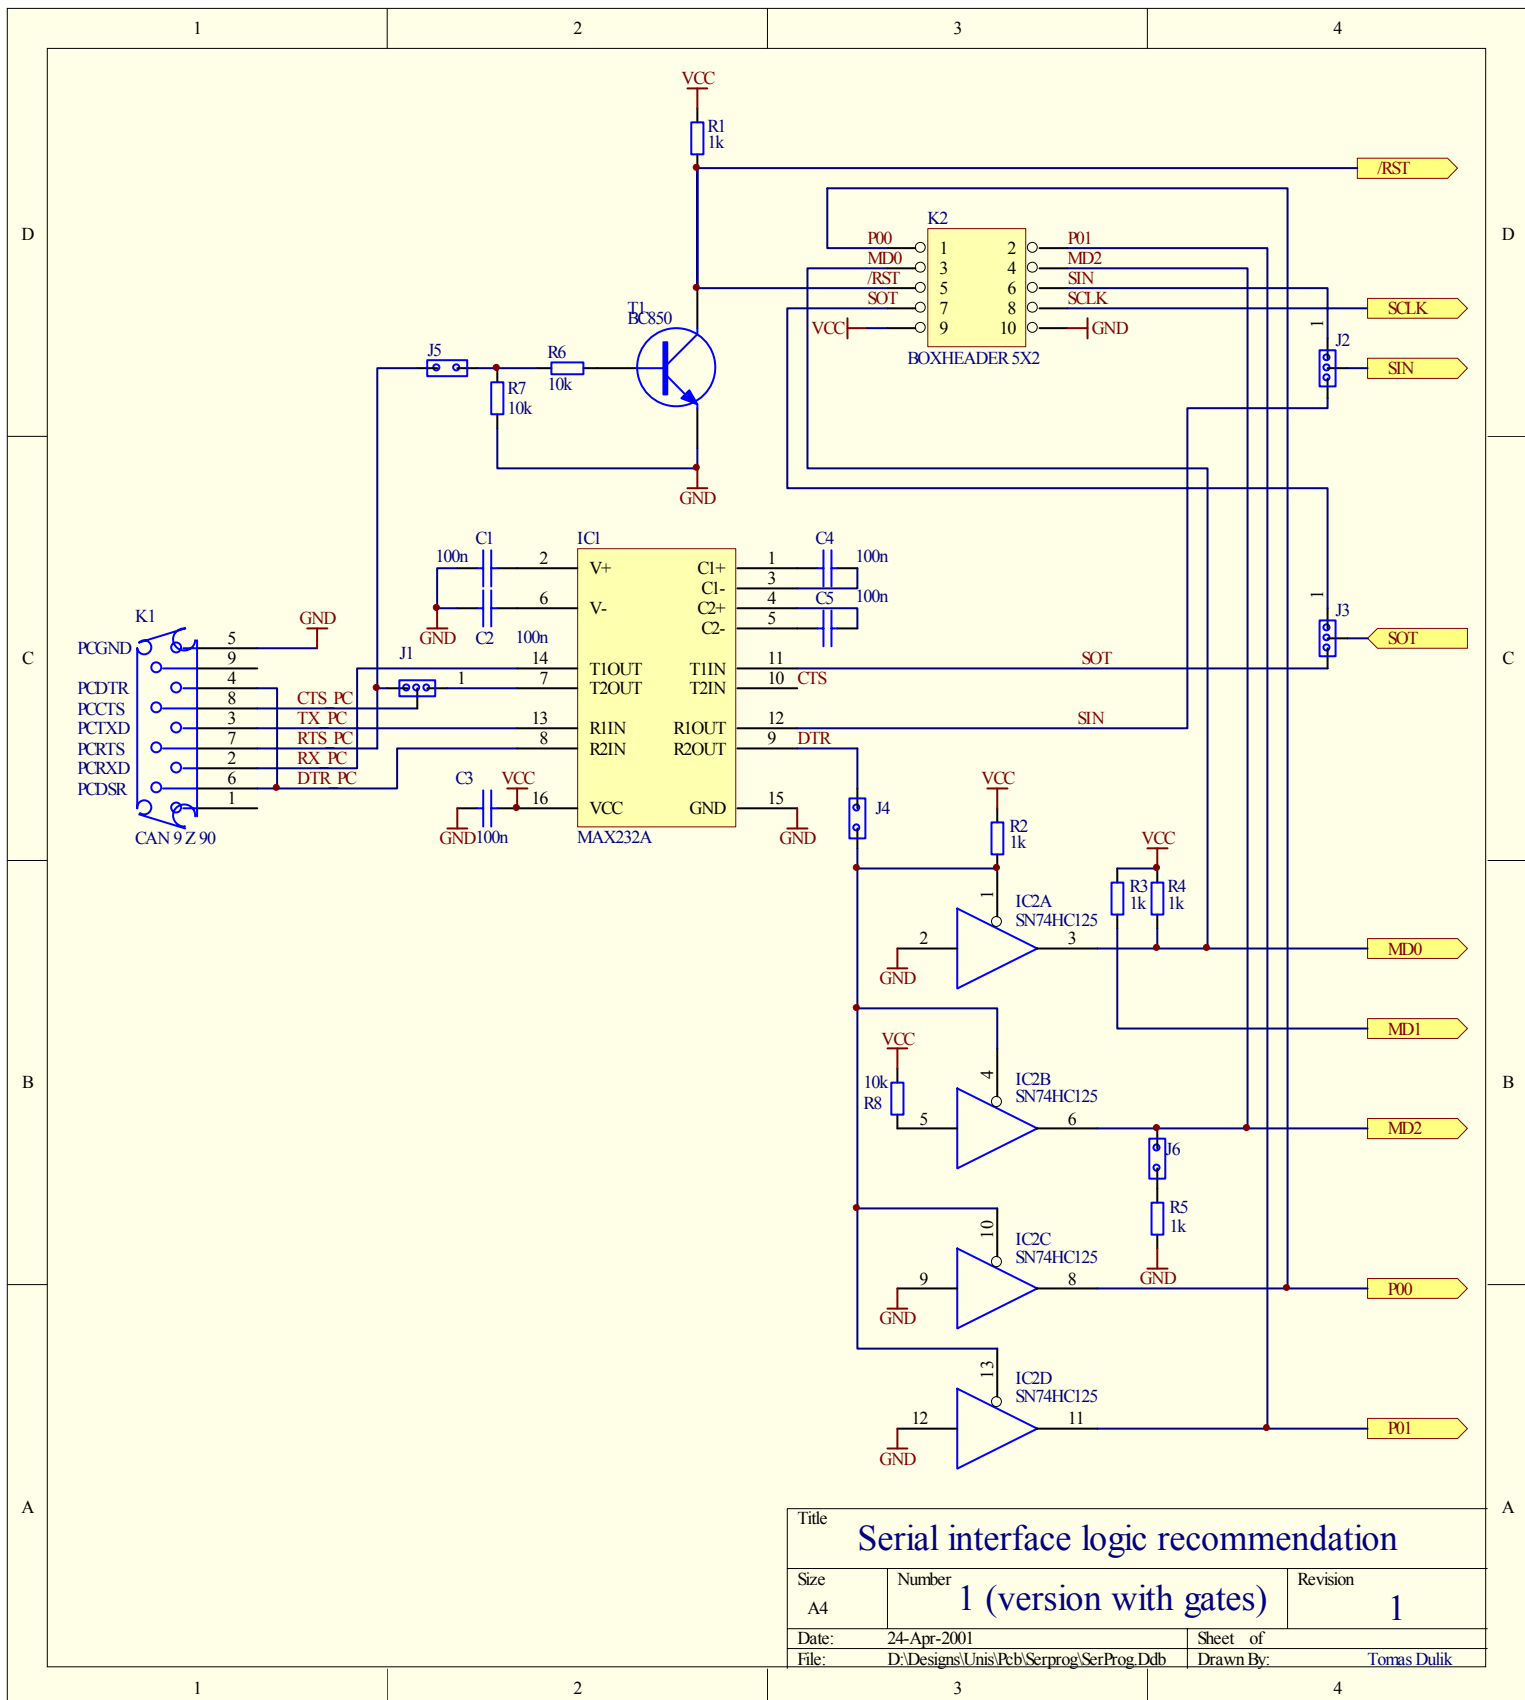 1 2 3 4
D D
C C
B B
A A
VCC
R1
1k
/RST
K2
P00 1 2 P01
MD0 3 4 MD2
/RST 5 6 SIN
SOT 7 8 SCLK
VCC 9 10 GND
BOXHEADER 5X2
SCLK
1
J2
SIN
T1
BC850
J5
R6
10k
R7
10k
GND
C1
100n
IC1
C4
100n
2 V+ C1+ 1
C1- 3
6 V- C2+ 4
C2- 5
C5
100n
GND
C2
100n
14 T1OUT T1IN 11 SOT
7 T2OUT T2IN 10 CTS
13 R1IN R1OUT 12 SIN
8 R2IN R2OUT 9 DTR
16 VCC GND 15
MAX232A
GND
C3
VCC
GND
100n
J1
1
1
J3
SOT
K1
GND
PCGND 5
9
PCDTR 4
PCCTS 8 CTS_PC
PCTXD 3 TX_PC
PCRTS 7 RTS_PC
PCRXD 2 RX_PC
PCDSR 6 DTR_PC
1
CAN 9 Z 90
J4
VCC
R2
1k
VCC
R3
1k
R4
1k
1
IC2A
SN74HC125
2 3
GND
MD0
MD1
VCC
10k
R8
4
IC2B
SN74HC125
5 6
MD2
J6
R5
1k
GND
10
IC2C
SN74HC125
9 8
GND
P00
13
IC2D
SN74HC125
12 11
GND
P01
Title
Serial interface logic recommendation
Size
A4
Number
1 (version with gates)
Revision
1
Date: 24-Apr-2001 Sheet of
File: D:\Designs\Unis\Pcb\Serprog\SerProg.Ddb Drawn By: Tomas Dulik
1 2 3 4